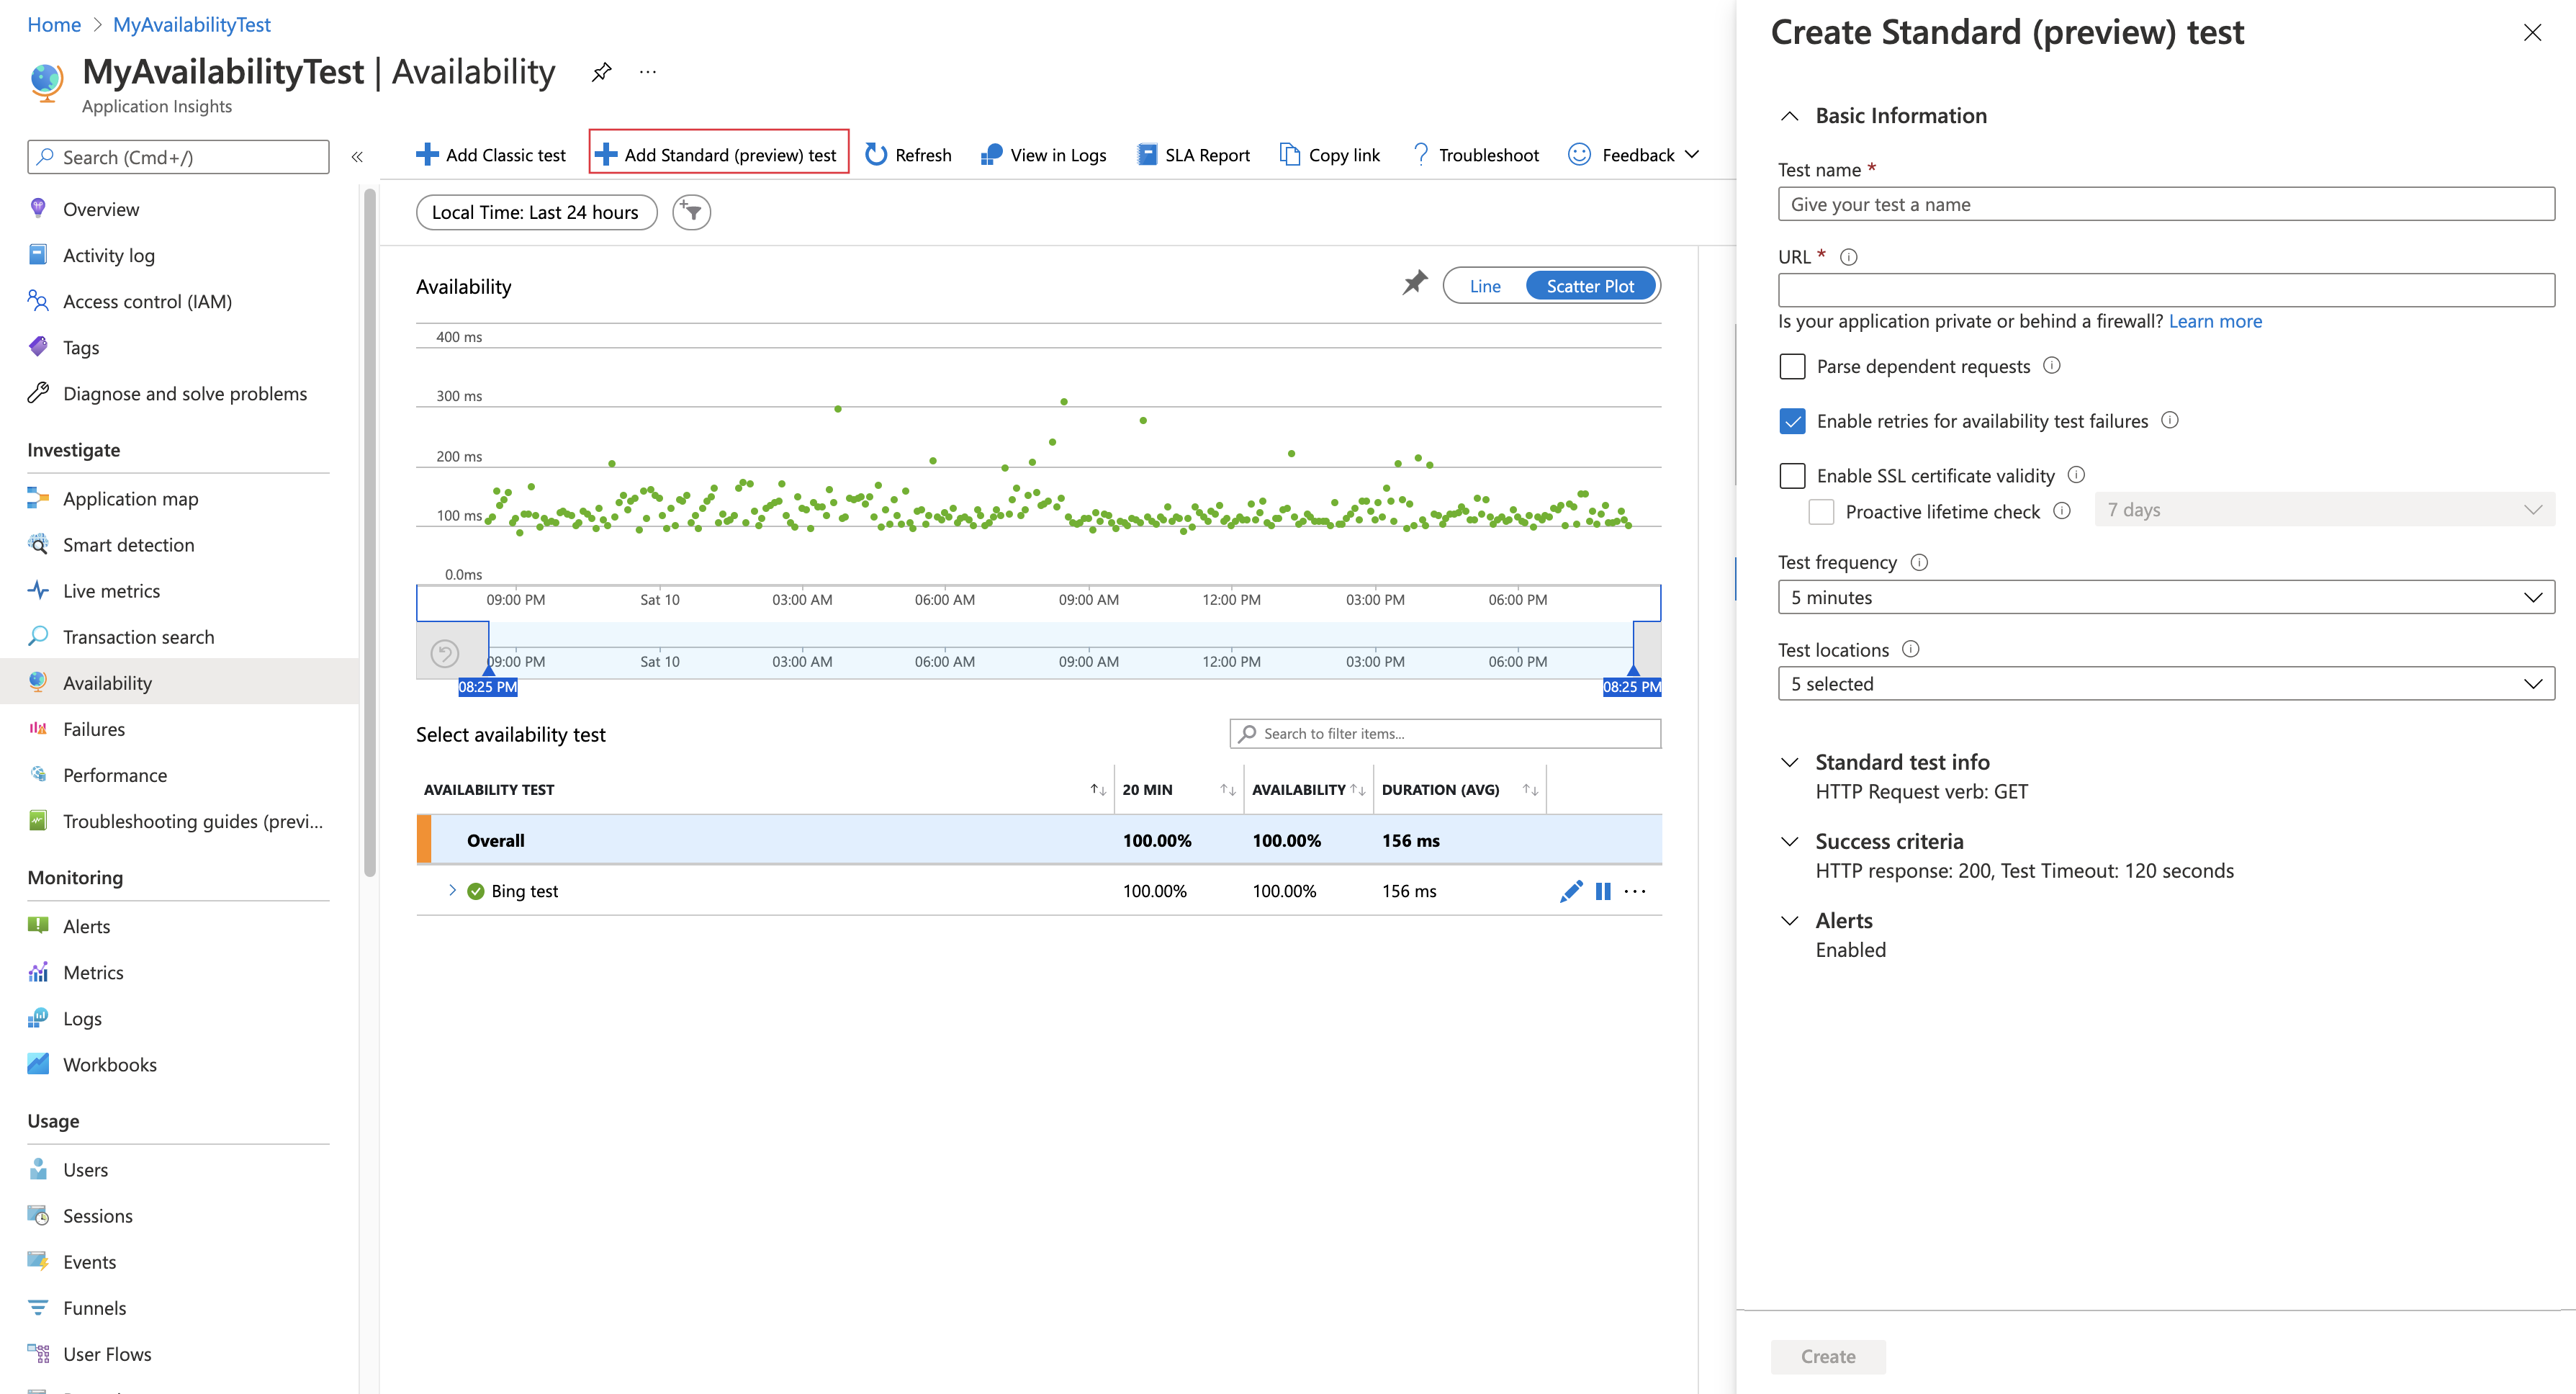 Home > MyAvailabilityTest
MyAvailabilityTest | Availability ...
Application Insights
Search (Cmd+/)
«
Overview
Activity log
Access control (IAM)
Tags
Diagnose and solve problems
Investigate
Application map
Smart detection
Live metrics
Transaction search
Availability
Failures
Performance
Troubleshooting guides (previ...
Monitoring
Alerts
Metrics
Logs
Workbooks
Usage
Users
Sessions
Events
Funnels
User Flows
Add Classic test
Add Standard (preview) test
Refresh
View in Logs
SLA Report
Copy link
Troubleshoot
Feedback
Local Time: Last 24 hours
Availability
Line
Scatter Plot
400 ms
300 ms
200 ms
100 ms
0.0ms
09:00 PM Sat 10 03:00 AM 06:00 AM 09:00 AM 12:00 PM 03:00 PM 06:00 PM
09:00 PM Sat 10 03:00 AM 06:00 AM 09:00 AM 12:00 PM 03:00 PM 06:00 PM
08:25 PM 08:25 PM
Select availability test
Search to filter items...
AVAILABILITY TEST 20 MIN AVAILABILITY DURATION (AVG)
Overall 100.00% 100.00% 156 ms
Bing test 100.00% 100.00% 156 ms ...
Create Standard (preview) test
Basic Information
Test name *
Give your test a name
URL *
Is your application private or behind a firewall? Learn more
Parse dependent requests
Enable retries for availability test failures
Enable SSL certificate validity
Proactive lifetime check 7 days
Test frequency
5 minutes
Test locations
5 selected
Standard test info
HTTP Request verb: GET
Success criteria
HTTP response: 200, Test Timeout: 120 seconds
Alerts
Enabled
Create